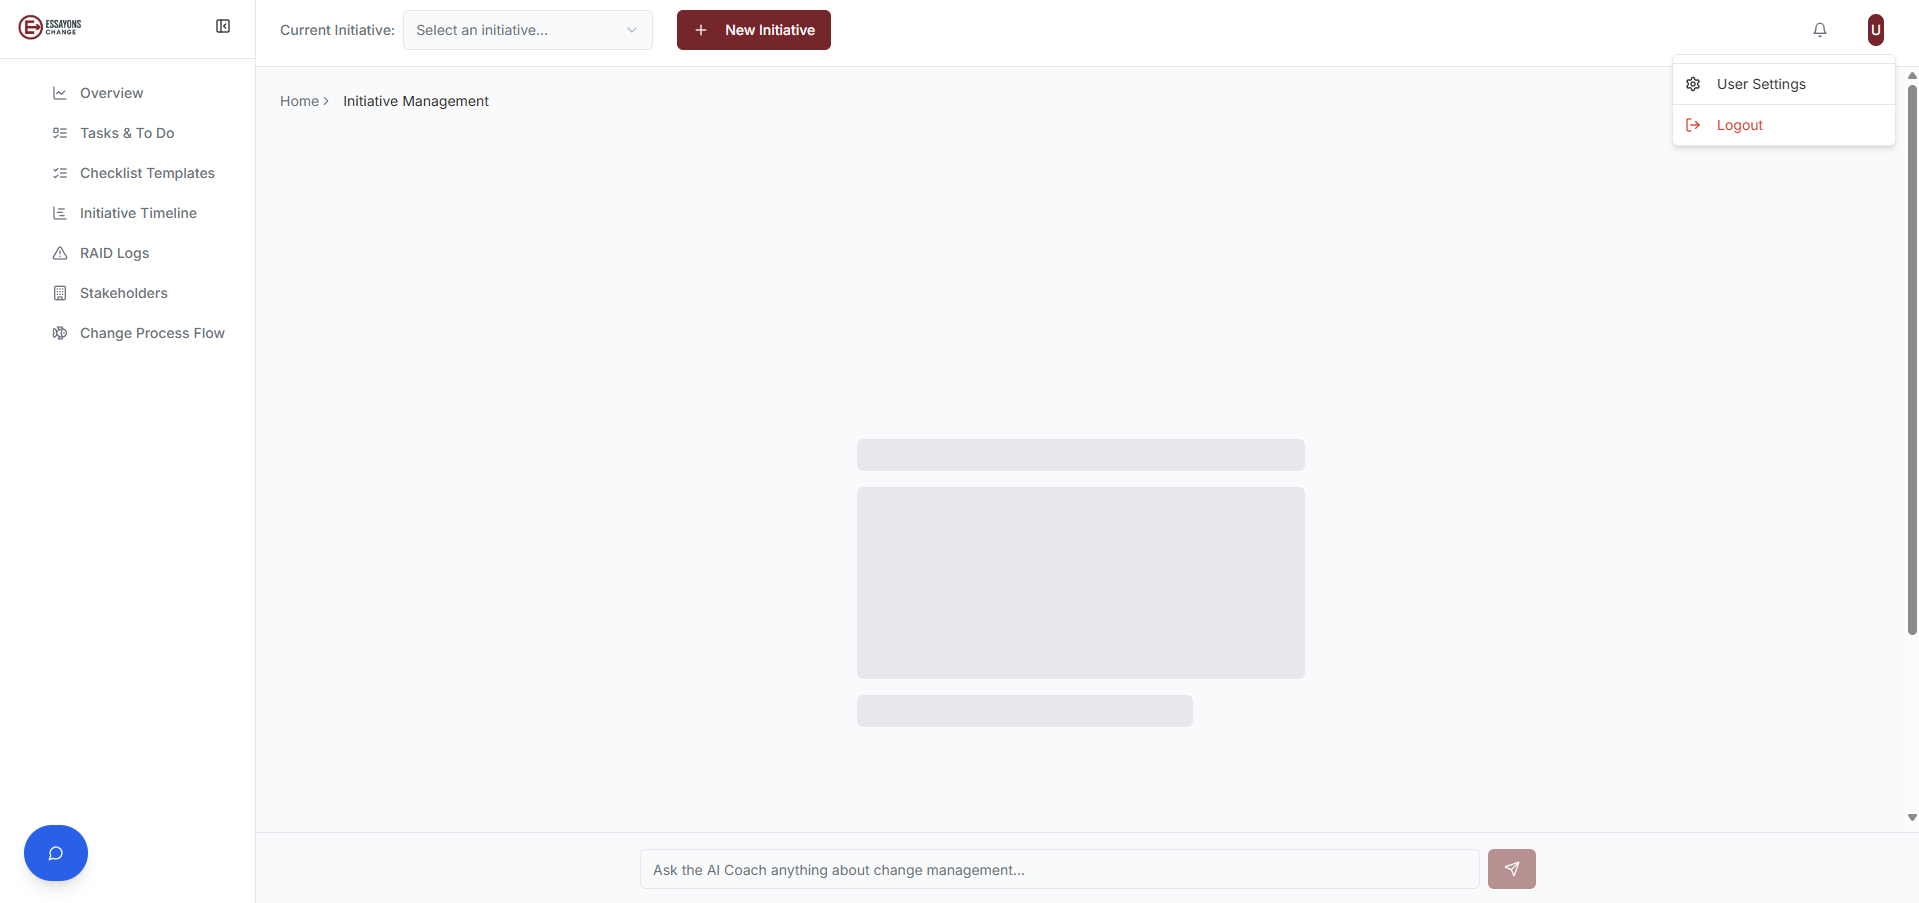 ESSAYONS
CHANGE
Current Initiative:
Select an initiative...
New Initiative
U
User Settings
Logout
Overview
Tasks & To Do
Checklist Templates
Initiative Timeline
RAID Logs
Stakeholders
Change Process Flow
Home
Initiative Management
Ask the AI Coach anything about change management...